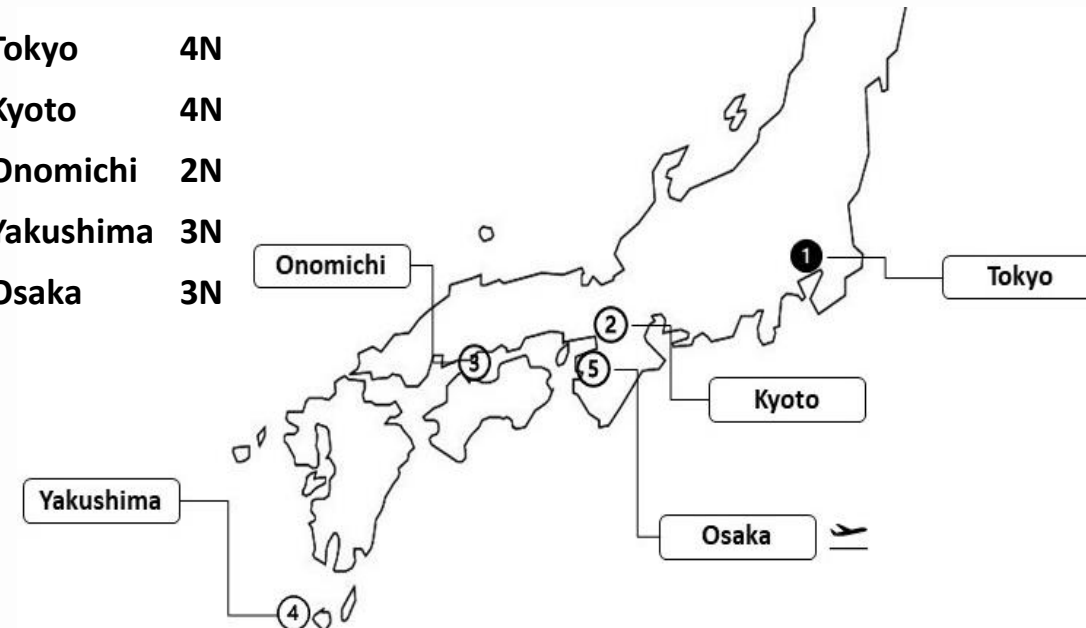 Tokyo 4N
Kyoto 4N
Onomichi 2N
Yakushima 3N
Osaka 3N
1
Onomichi
Tokyo
2
3
5
Kyoto
Yakushima
Osaka
4